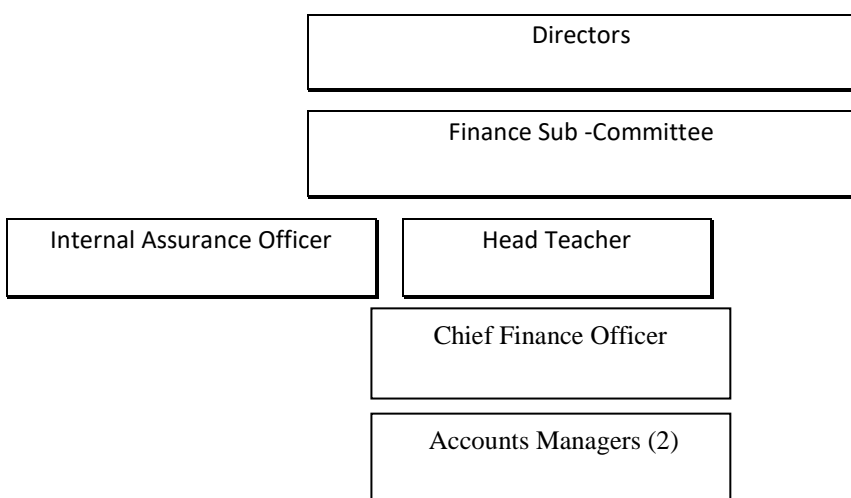 Directors
Finance Sub -Committee
Internal Assurance Officer
Head Teacher
Chief Finance Officer
Accounts Managers (2)